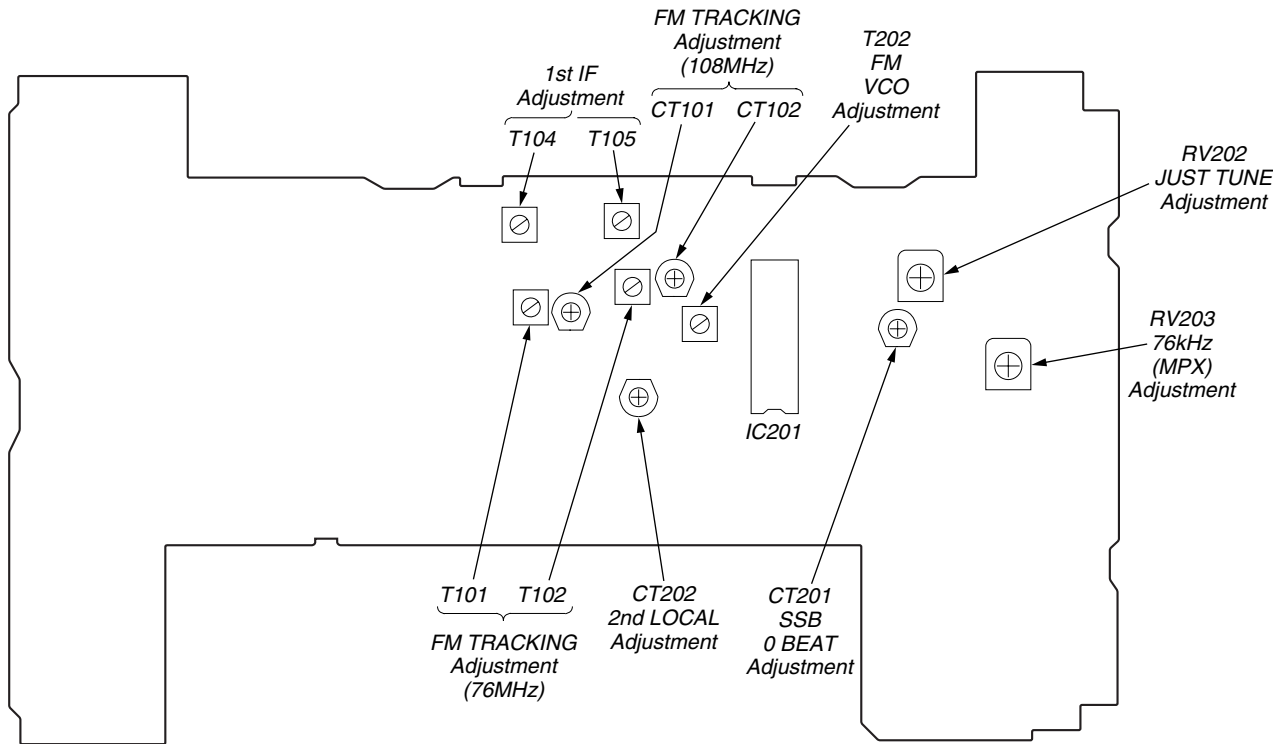 FM TRACKING
Adjustment
(108MHz)
CT101 CT102
T202
FM
VCO
Adjustment
1st IF
Adjustment
T104 T105
RV202
JUST TUNE
Adjustment
RV203
76kHz
(MPX)
Adjustment
IC201
T101 T102
FM TRACKING
Adjustment
(76MHz)
CT202
2nd LOCAL
Adjustment
CT201
SSB
0 BEAT
Adjustment